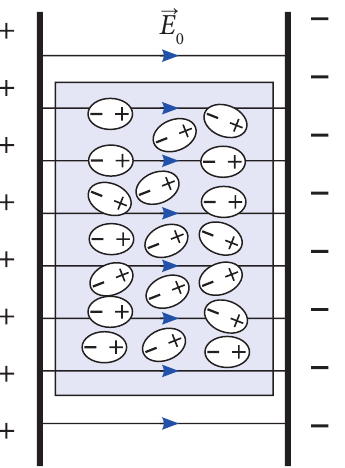 E⃗₀
+ −
+ −
+ −
+ −
+ −
+ −
+ −
+ −
− + − + − +
− + − + − +
− + − + − +
− + − + − +
− + − + − +
− + − +
− + − + − +